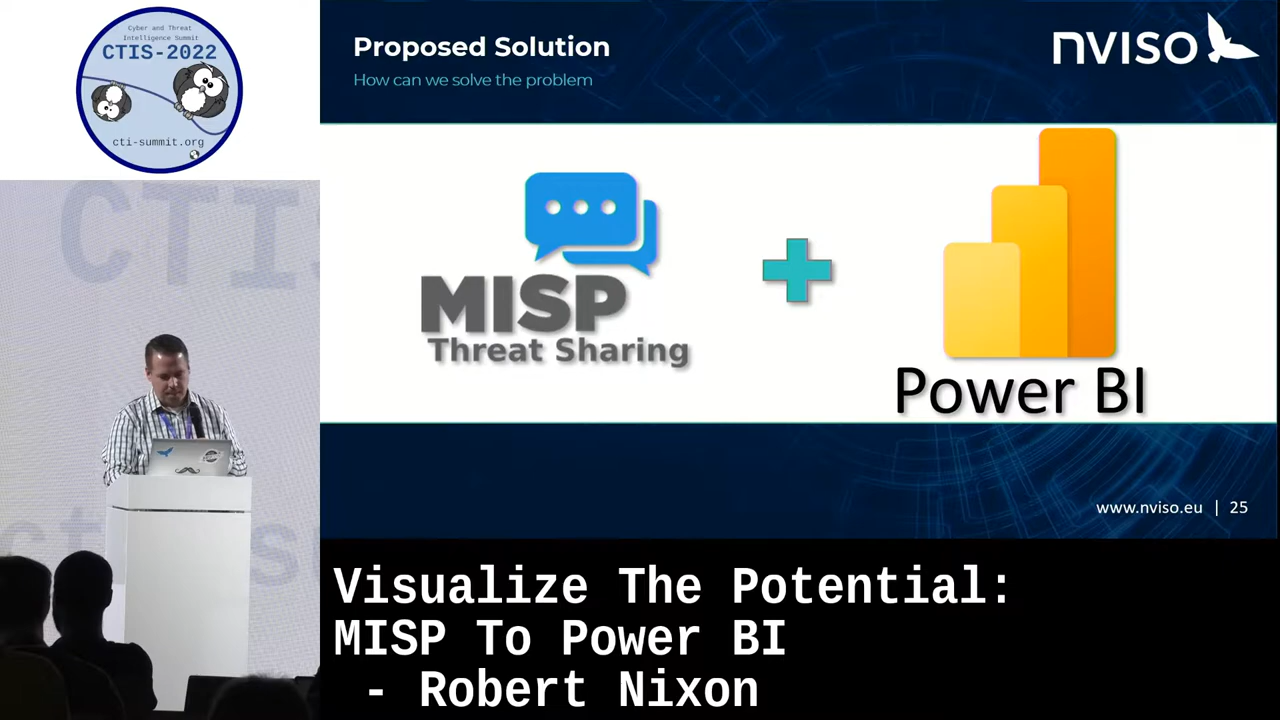 Cyber and Threat
Intelligence Summit
CTIS-2022
cti-summit.org
Proposed Solution
How can we solve the problem
nviso
MISP
Threat Sharing
Power BI
www.nviso.eu | 25
CTIS
Visualize The Potential:
MISP To Power BI
- Robert Nixon